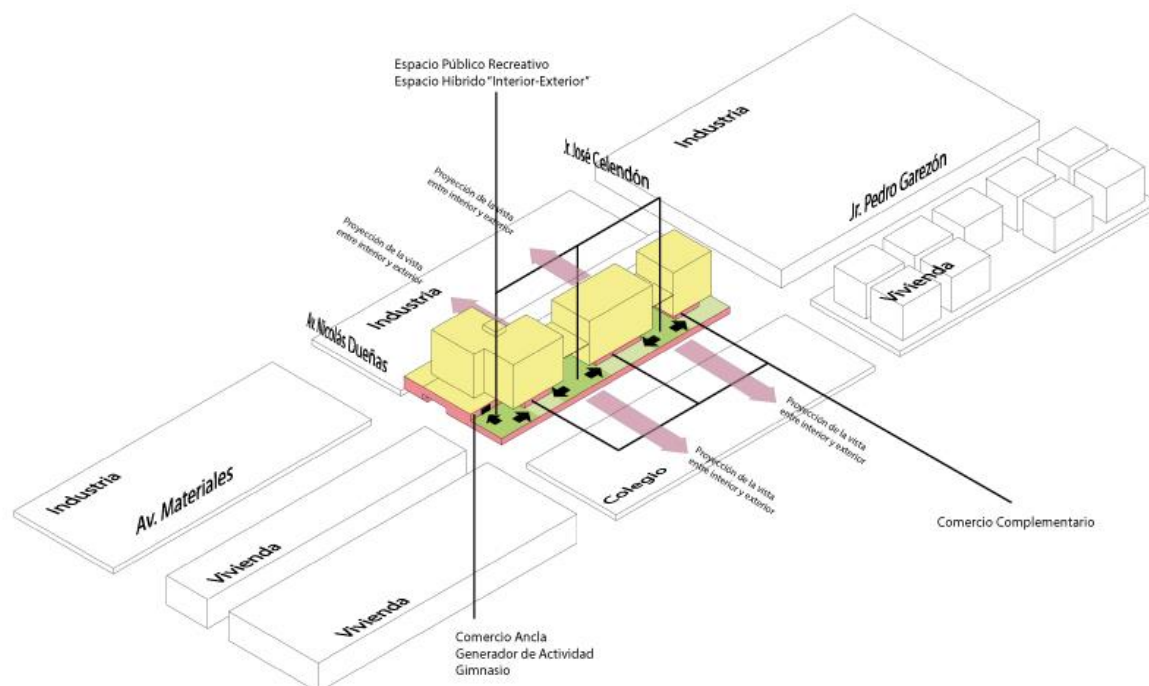 Espacio Público Recreativo
Espacio Híbrido "Interior-Exterior"
Industria
Jr. José Celendón
Jr. Pedro Garezón
Proyección de la vista
entre interior y exterior
Proyección de la vista
entre interior y exterior
Vivienda
Industria
Av. Nicolás Dueñas
Proyección de la vista
entre interior y exterior
Proyección de la vista
entre interior y exterior
Colegio
Industria
Av. Materiales
Comercio Complementario
Vivienda
Vivienda
Comercio Ancla
Generador de Actividad
Gimnasio